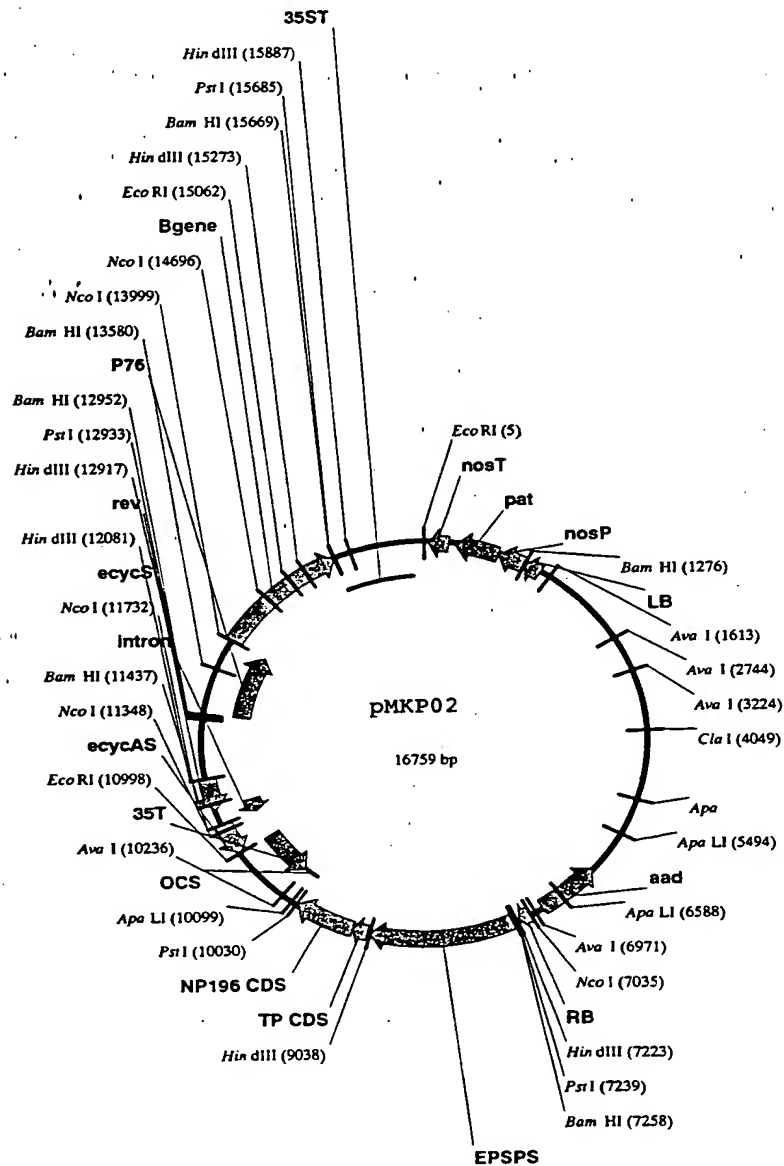 35ST
Hin dIII (15887)
Pst I (15685)
Bam HI (15669)
Hin dIII (15273)
Eco RI (15062)
Bgene
Nco I (14696)
Nco I (13999)
Bam HI (13580)
P76
Bam HI (12952)
Pst I (12933)
Hin dIII (12917)
rev
Hin dIII (12081)
ecycS
Nco I (11732)
intron
Bam HI (11437)
Nco I (11348)
ecycAS
Eco RI (10998)
35T
Ava I (10236)
OCS
Apa LI (10099)
Pst I (10030)
NP196 CDS
TP CDS
Hin dIII (9038)
Eco RI (5)
nosT
pat
nosP
Bam HI (1276)
LB
Ava I (1613)
Ava I (2744)
Ava I (3224)
Cla I (4049)
Apa
Apa LI (5494)
aad
Apa LI (6588)
Ava I (6971)
Nco I (7035)
RB
Hin dIII (7223)
Pst I (7239)
Bam HI (7258)
EPSPS
pMKP02
16759 bp